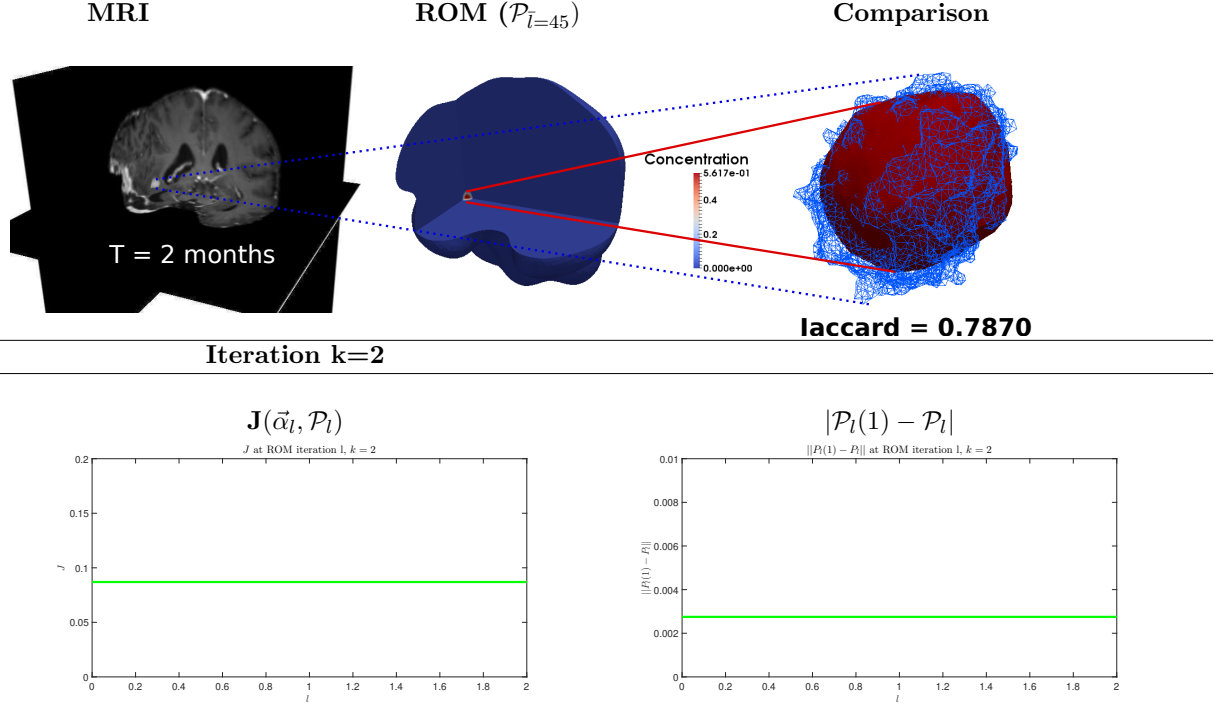 MRI
ROM (𝒫_{l̄=45})
Comparison
T = 2 months
Concentration
5.617e-01
0.4
0.2
0.000e+00
Jaccard = 0.7870
Iteration k=2
J(α⃗_l, 𝒫_l)
J at ROM iteration l, k = 2
0.2
0.15
0.1
0.05
0
J
0 0.2 0.4 0.6 0.8 1 1.2 1.4 1.6 1.8 2
l
|𝒫_l(1) − 𝒫_l|
||P_l(1) − P_l|| at ROM iteration l, k = 2
0.01
0.008
0.006
0.004
0.002
0
||P_l(1) − P_l||
0 0.2 0.4 0.6 0.8 1 1.2 1.4 1.6 1.8 2
l